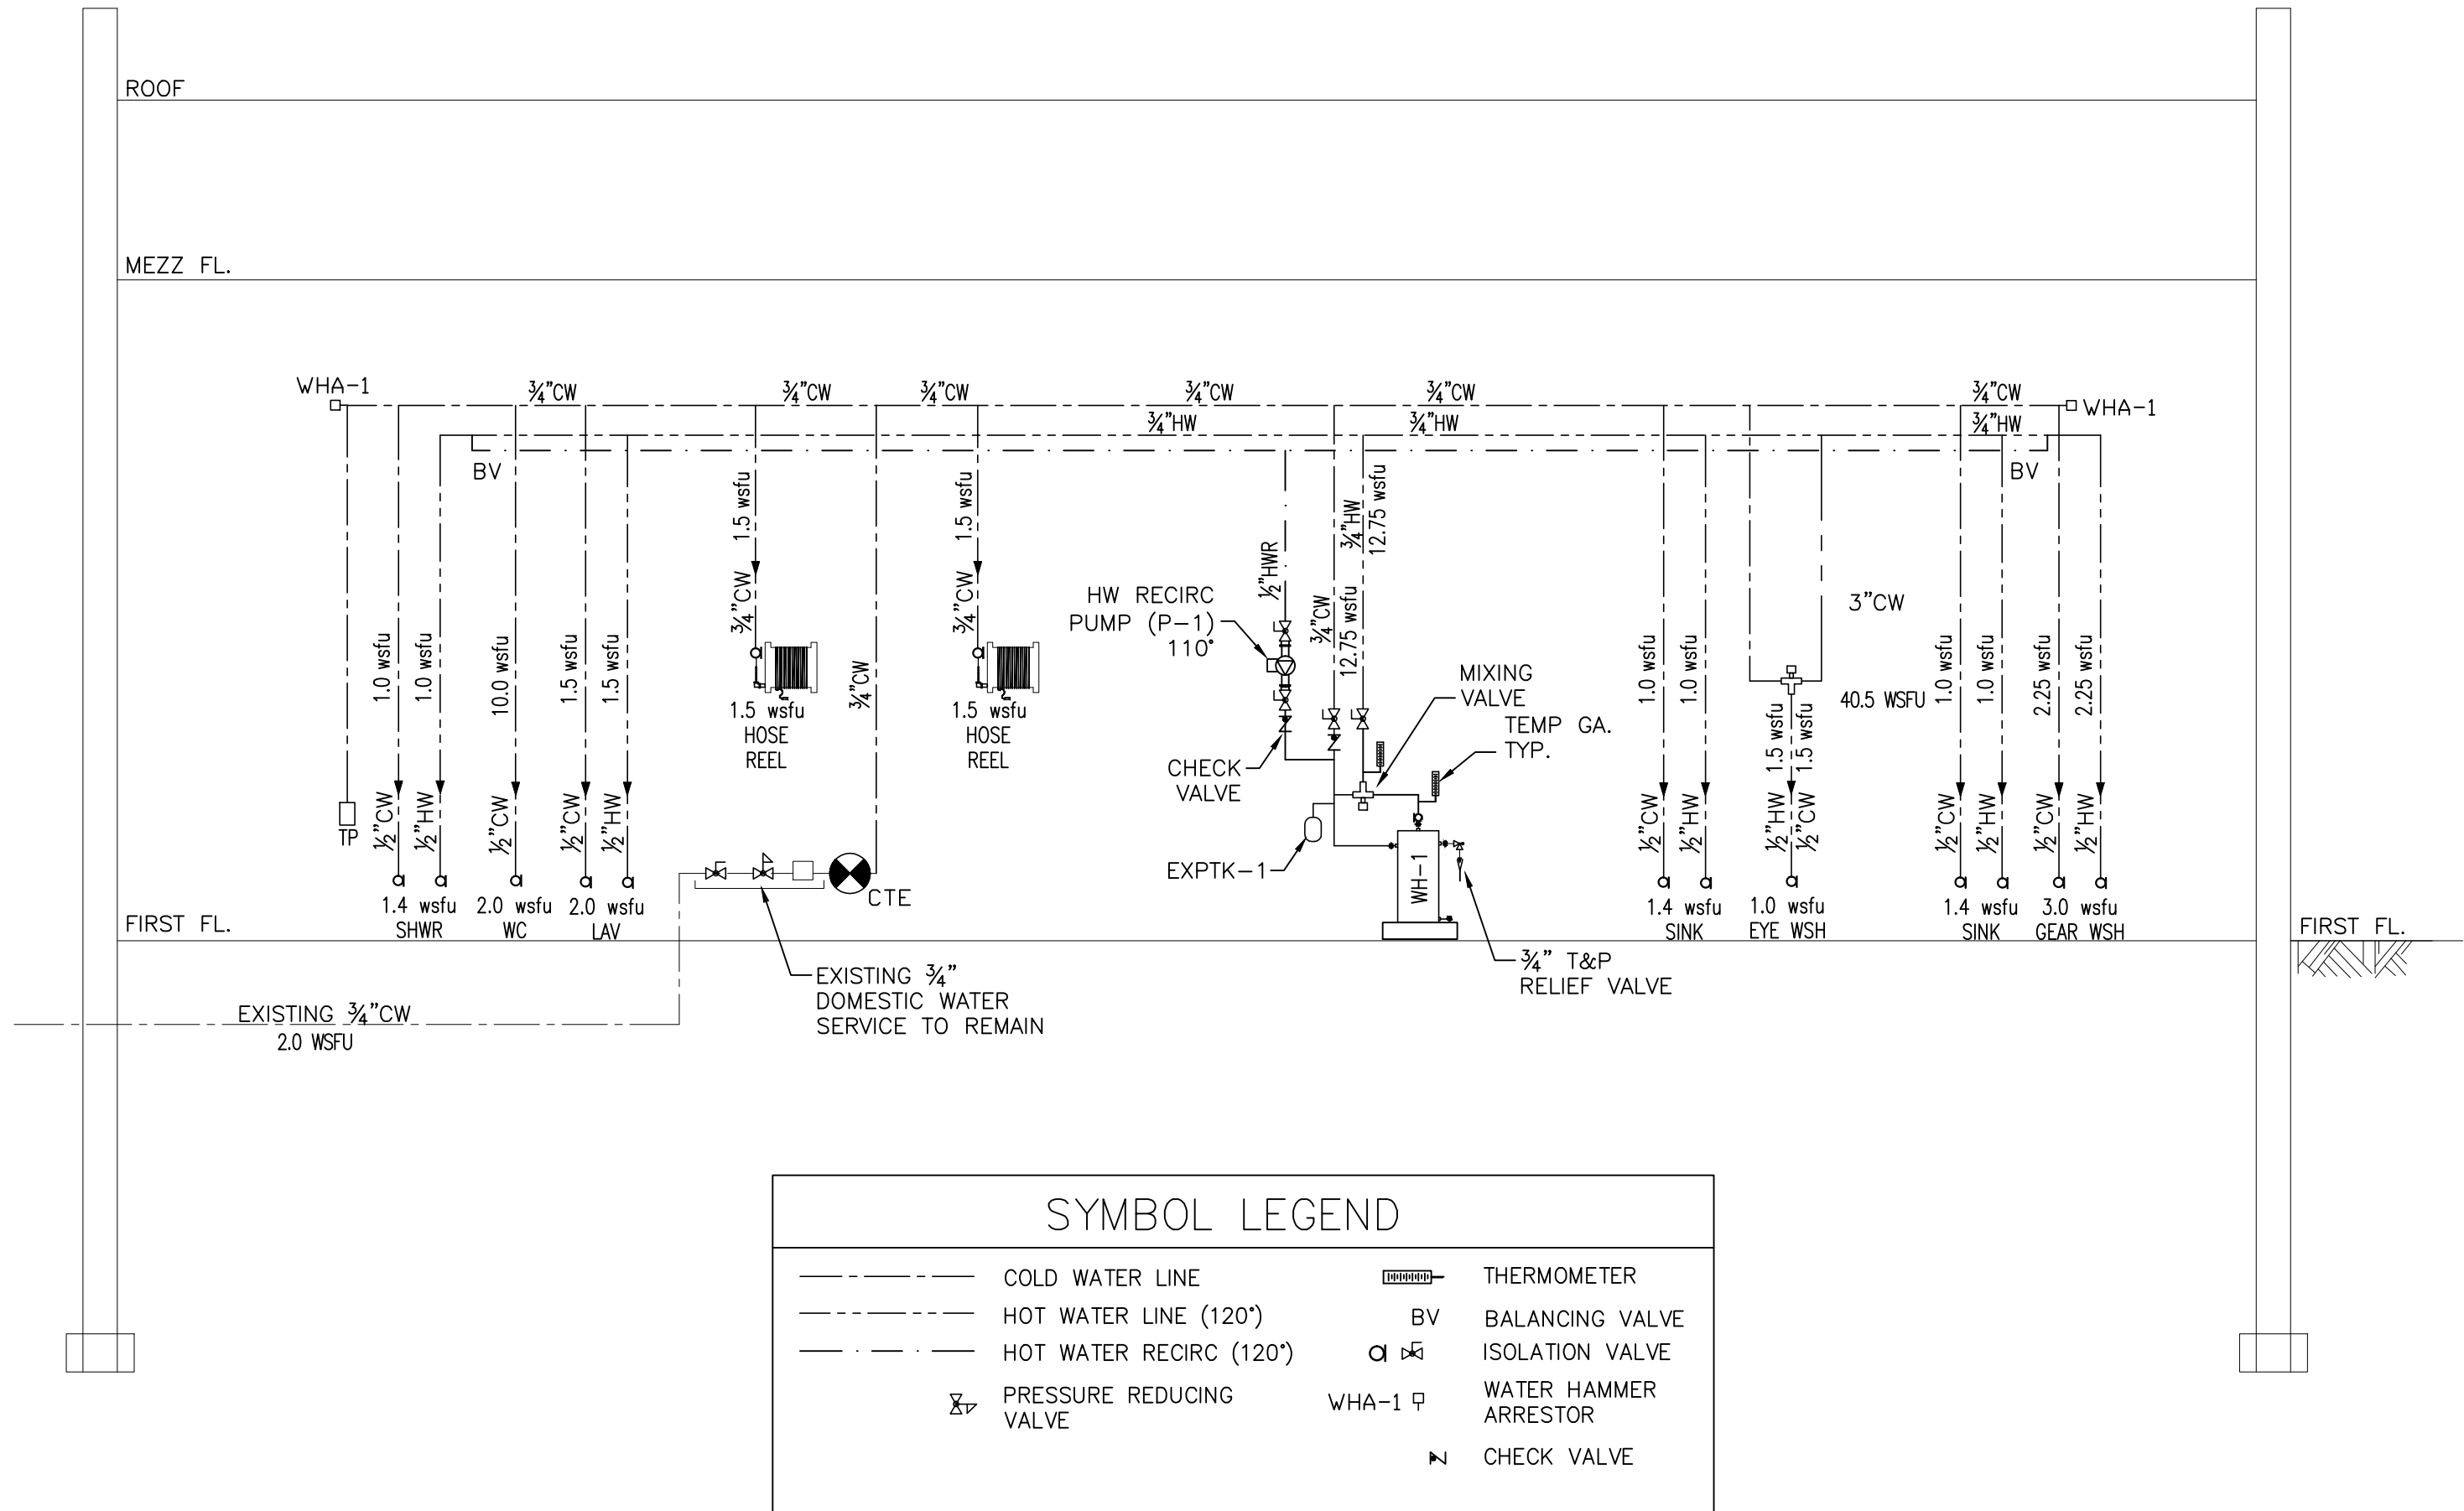 ROOF
MEZZ FL.
WHA-1
¾"CW
¾"CW
¾"CW
¾"CW
¾"CW
¾"CW
WHA-1
¾"HW
¾"HW
¾"HW
BV
BV
1.0 wsfu
½"CW
1.0 wsfu
½"HW
10.0 wsfu
½"CW
1.5 wsfu
½"CW
1.5 wsfu
½"HW
1.5 wsfu
¾"CW
¾"CW
1.5 wsfu
¾"CW
½"HWR
¾"CW
12.75 wsfu
¾"HW
12.75 wsfu
HW RECIRC
PUMP (P-1)
110°
MIXING
VALVE
TEMP GA.
TYP.
CHECK
VALVE
EXPTK-1
WH-1
1.0 wsfu
½"CW
1.0 wsfu
½"HW
3"CW
40.5 WSFU
1.5 wsfu
½"HW
1.5 wsfu
½"CW
1.0 wsfu
½"CW
1.0 wsfu
½"HW
2.25 wsfu
½"CW
2.25 wsfu
½"HW
1.5 wsfu
HOSE
REEL
1.5 wsfu
HOSE
REEL
TP
CTE
1.4 wsfu
SHWR
2.0 wsfu
WC
2.0 wsfu
LAV
1.4 wsfu
SINK
1.0 wsfu
EYE WSH
1.4 wsfu
SINK
3.0 wsfu
GEAR WSH
FIRST FL.
FIRST FL.
¾" T&P
RELIEF VALVE
EXISTING ¾"
DOMESTIC WATER
SERVICE TO REMAIN
EXISTING ¾"CW
2.0 WSFU
SYMBOL LEGEND
COLD WATER LINE
HOT WATER LINE (120°)
HOT WATER RECIRC (120°)
PRESSURE REDUCING
VALVE
THERMOMETER
BV BALANCING VALVE
ISOLATION VALVE
WHA-1 WATER HAMMER
ARRESTOR
CHECK VALVE